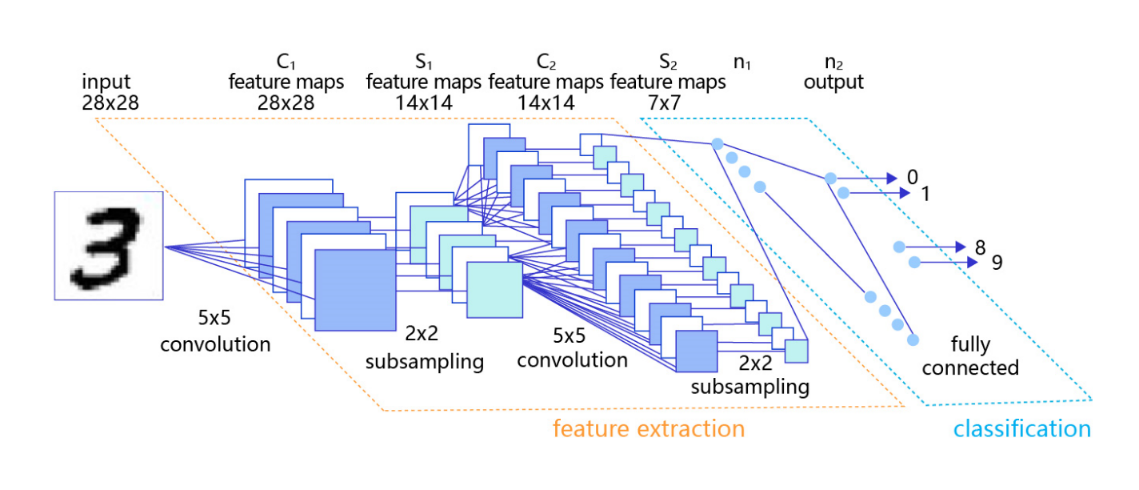 input
28x28
C₁
feature maps
28x28
S₁
feature maps
14x14
C₂
feature maps
14x14
S₂
feature maps
7x7
n₁
n₂
output
3
0
1
8
9
5x5
convolution
2x2
subsampling
5x5
convolution
2x2
subsampling
fully
connected
feature extraction
classification